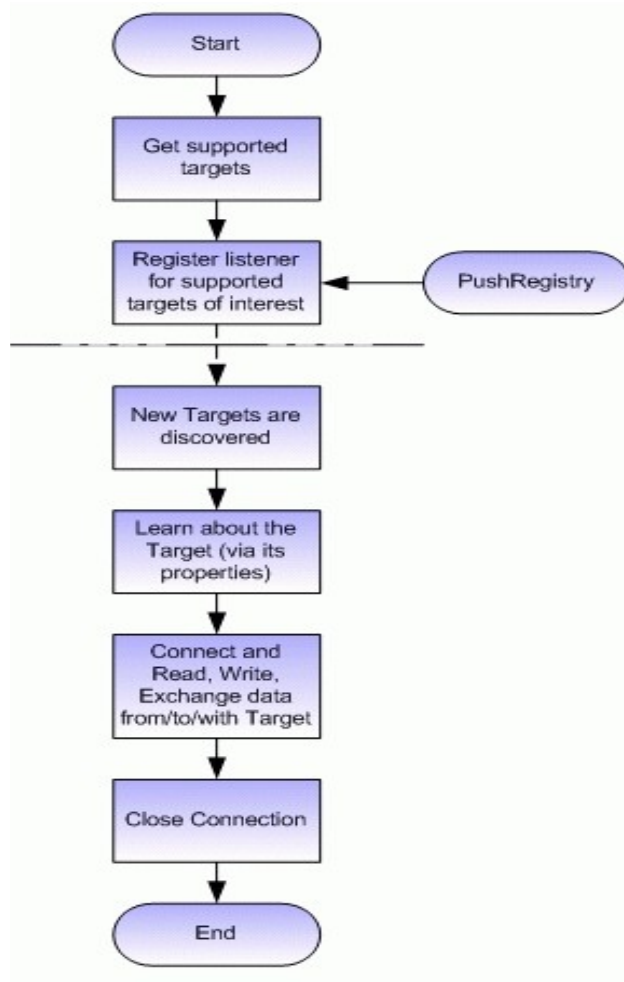 Start
Get supported
targets
Register listener
for supported
targets of interest
PushRegistry
New Targets are
discovered
Learn about the
Target (via its
properties)
Connect and
Read, Write,
Exchange data
from/to/with Target
Close Connection
End